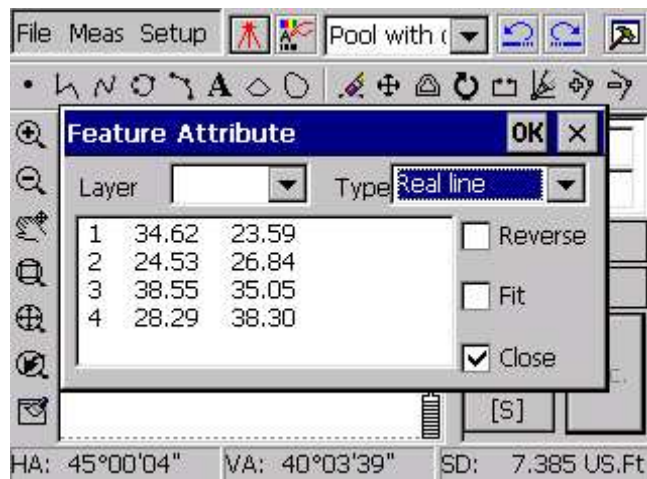 File Meas Setup Pool with
A
Feature Attribute OK ×
Layer Type Real line
1 34.62 23.59
2 24.53 26.84
3 38.55 35.05
4 28.29 38.30
Reverse
Fit
Close
[S]
HA: 45°00'04" VA: 40°03'39" SD: 7.385 US.Ft